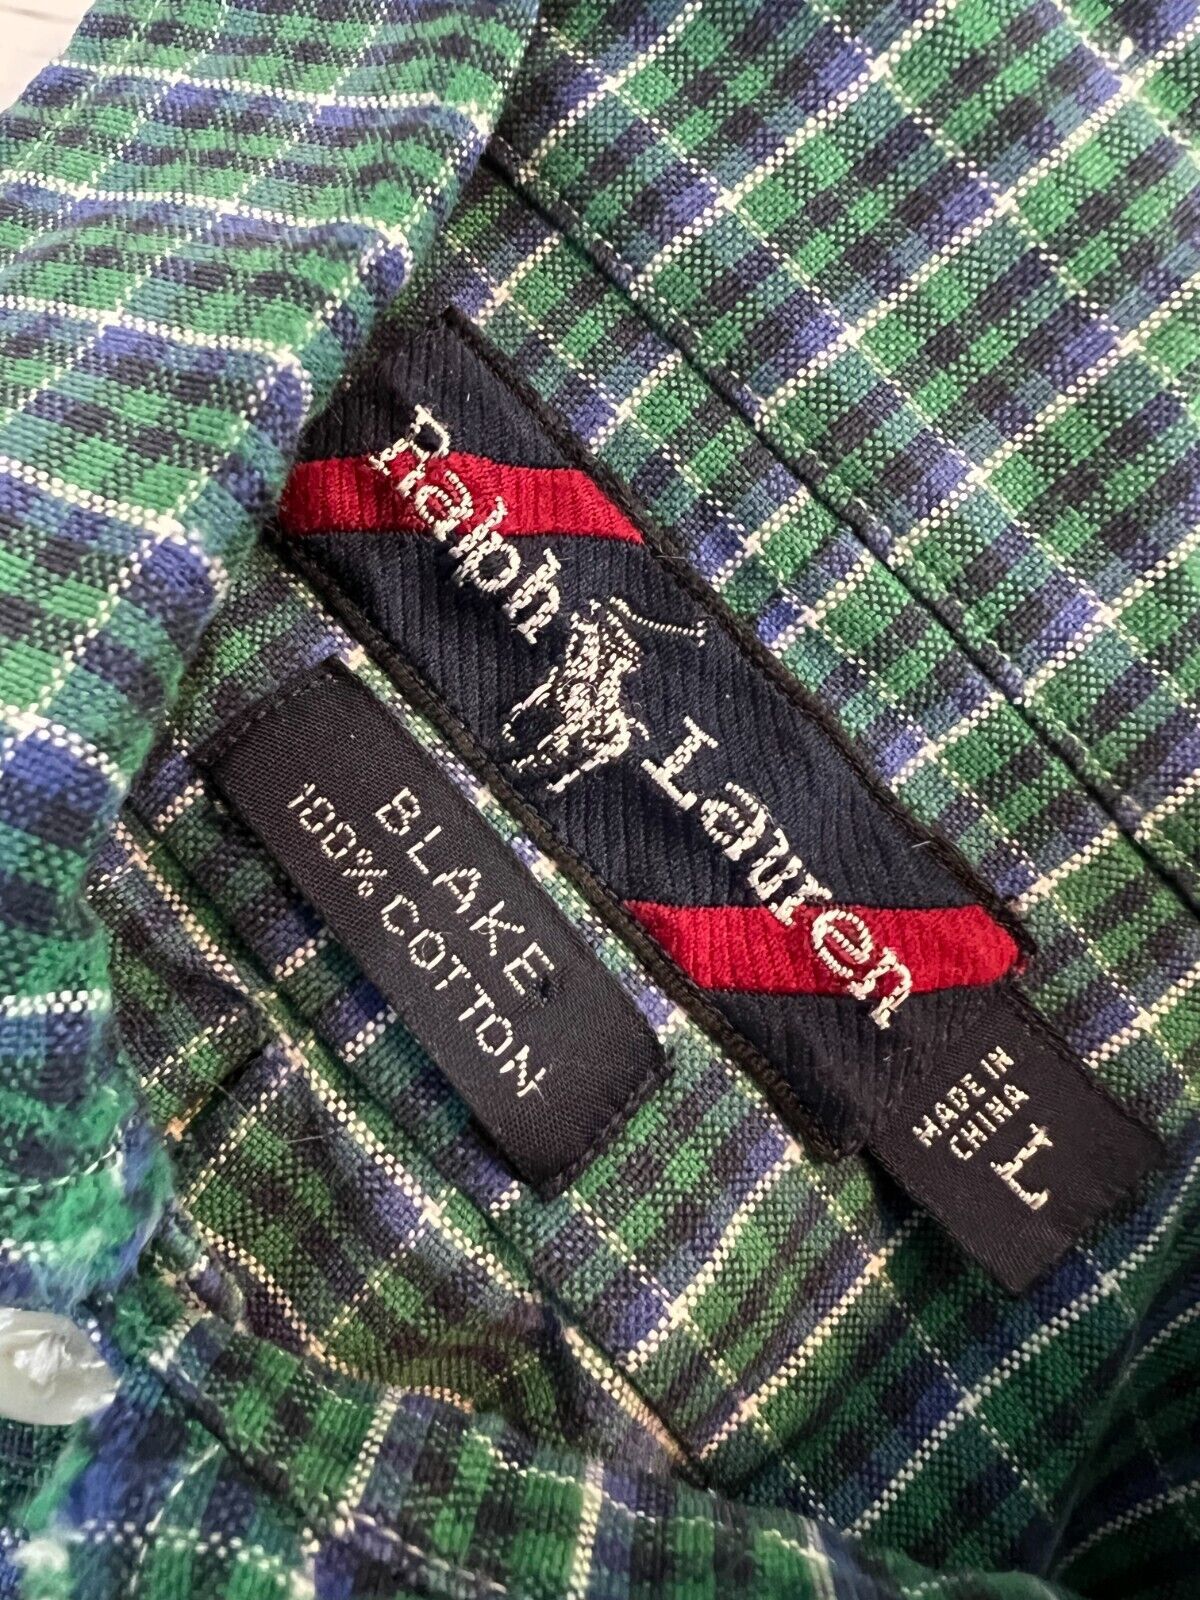 Ralph Lauren
BLAKE
100% COTTON
MADE IN
CHINA
L